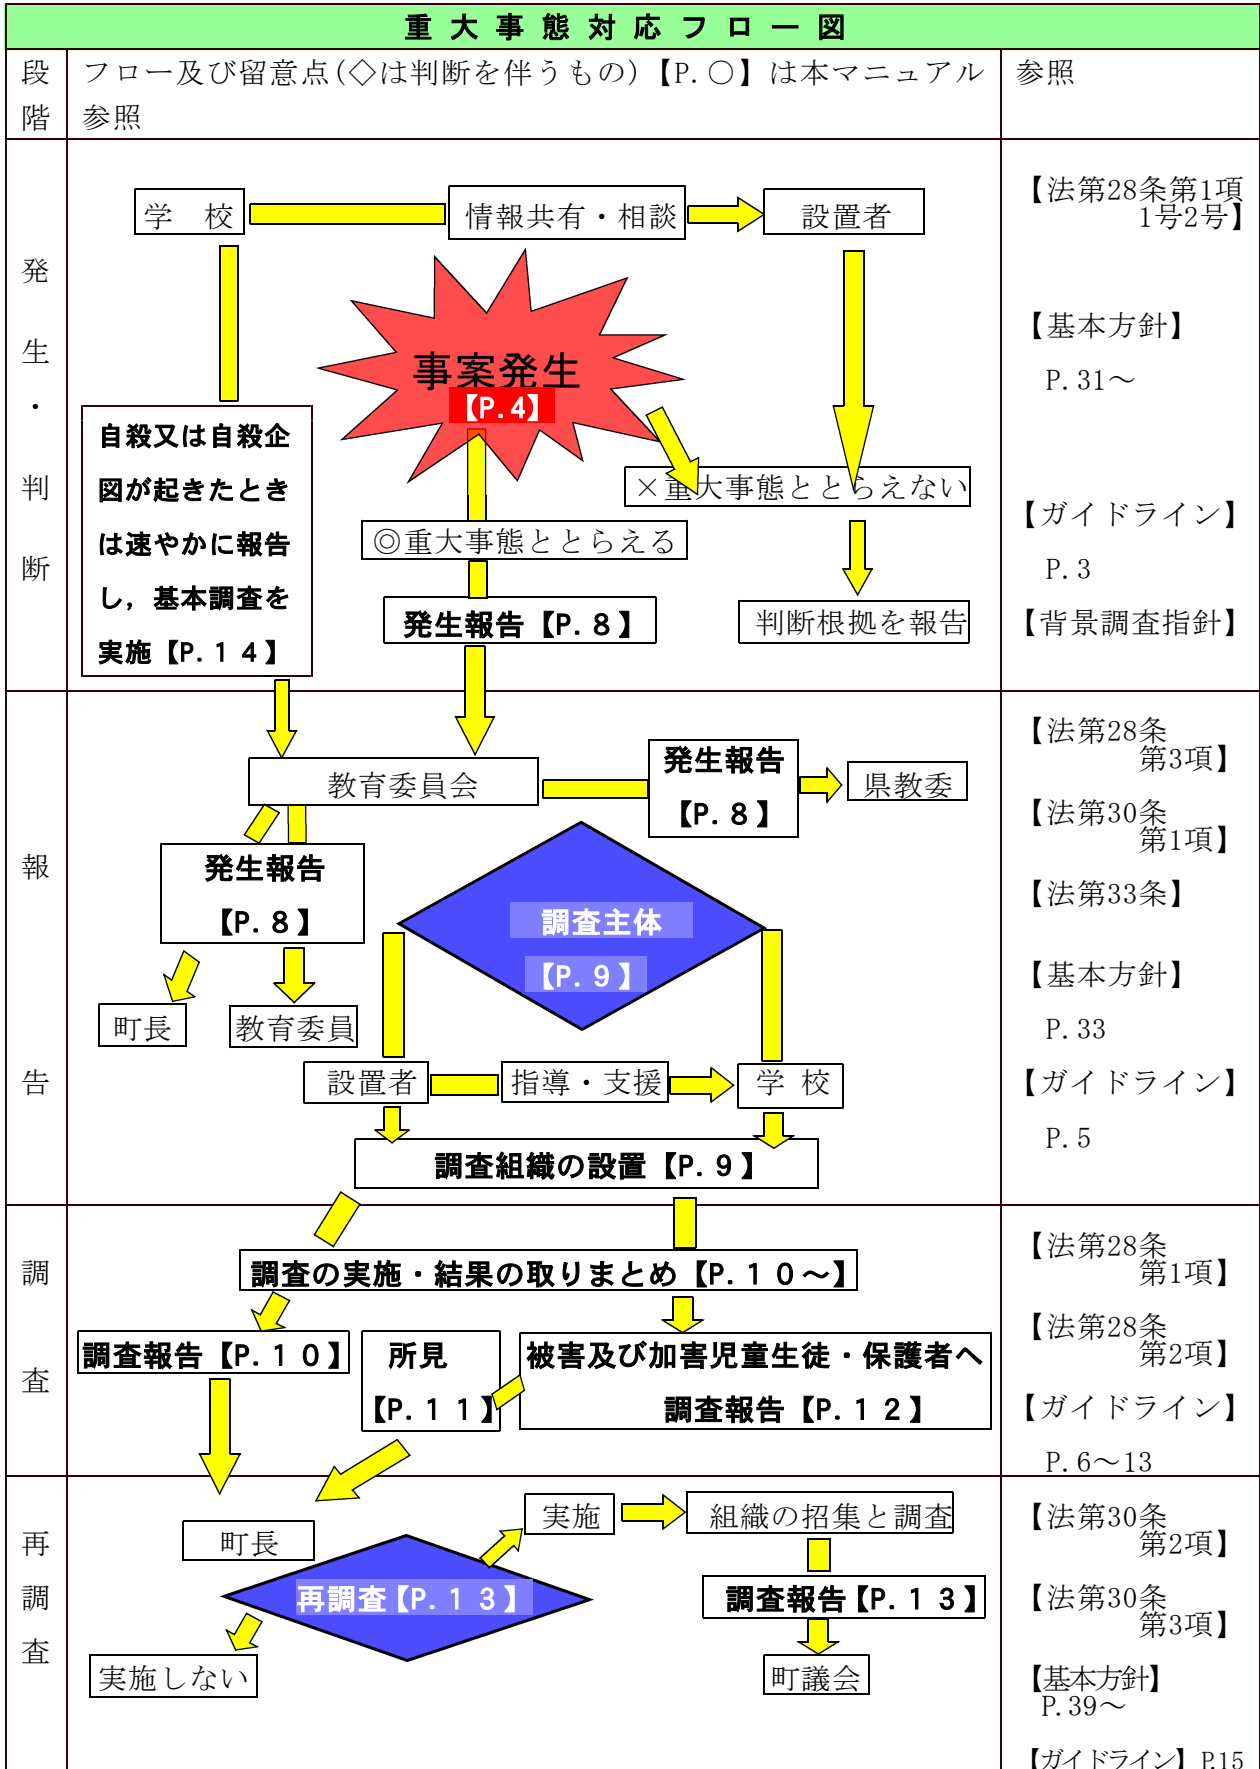 重大事態対応フロー図
段階
フロー及び留意点(◇は判断を伴うもの)【P.○】は本マニュアル
参照
参照
発生・判断
学　校
情報共有・相談
設置者
事案発生
【P.4】
自殺又は自殺企
図が起きたとき
は速やかに報告
し，基本調査を
実施【P.１４】
×重大事態ととらえない
◎重大事態ととらえる
発生報告【P.８】
判断根拠を報告
【法第28条第1項
1号2号】
【基本方針】
P.31～
【ガイドライン】
P.3
【背景調査指針】
報告
教育委員会
発生報告
【P.８】
県教委
発生報告
【P.８】
調査主体
【P.９】
町長
教育委員
設置者
指導・支援
学 校
調査組織の設置【P.９】
【法第28条
第3項】
【法第30条
第1項】
【法第33条】
【基本方針】
P.33
【ガイドライン】
P.5
調査
調査の実施・結果の取りまとめ【P.１０～】
調査報告【P.１０】
所見
【P.１１】
被害及び加害児童生徒・保護者へ
調査報告【P.１２】
【法第28条
第1項】
【法第28条
第2項】
【ガイドライン】
P.6～13
再調査
町長
実施
組織の招集と調査
再調査【P.１３】
調査報告【P.１３】
実施しない
町議会
【法第30条
第2項】
【法第30条
第3項】
【基本方針】
P.39～
【ガイドライン】P.15